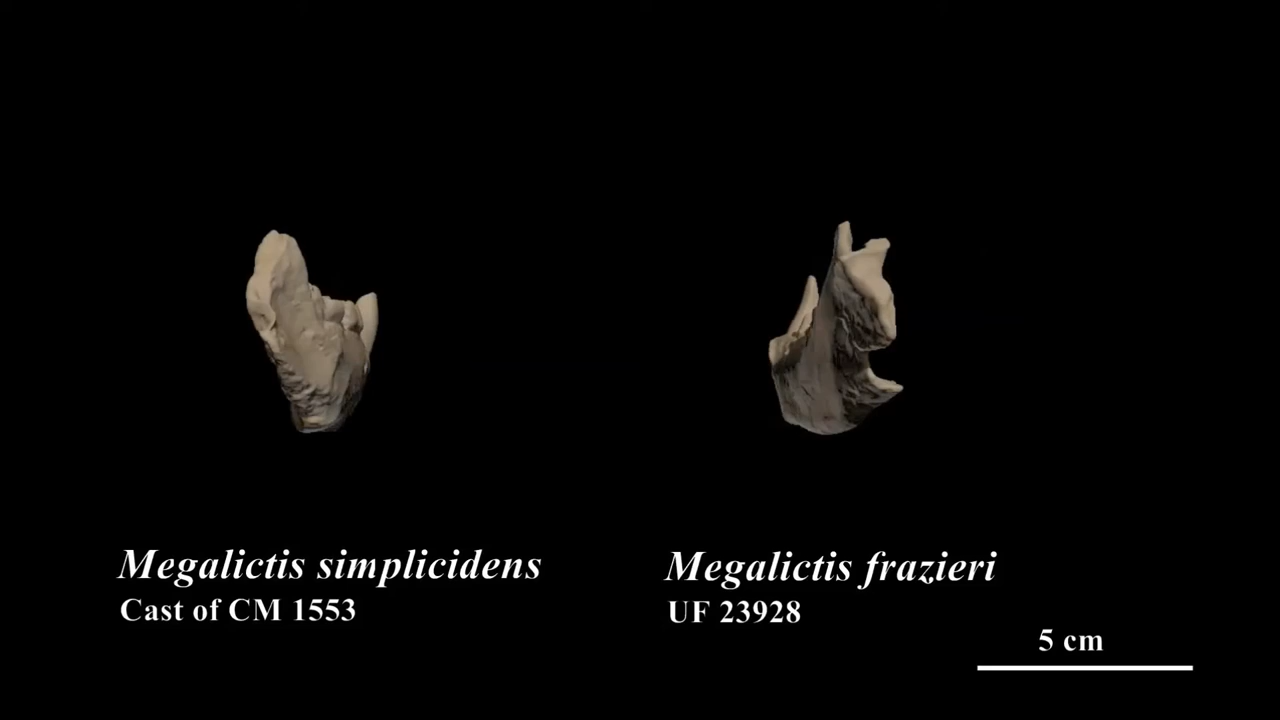 Megalictis simplicidens
Cast of CM 1553
Megalictis frazieri
UF 23928
5 cm